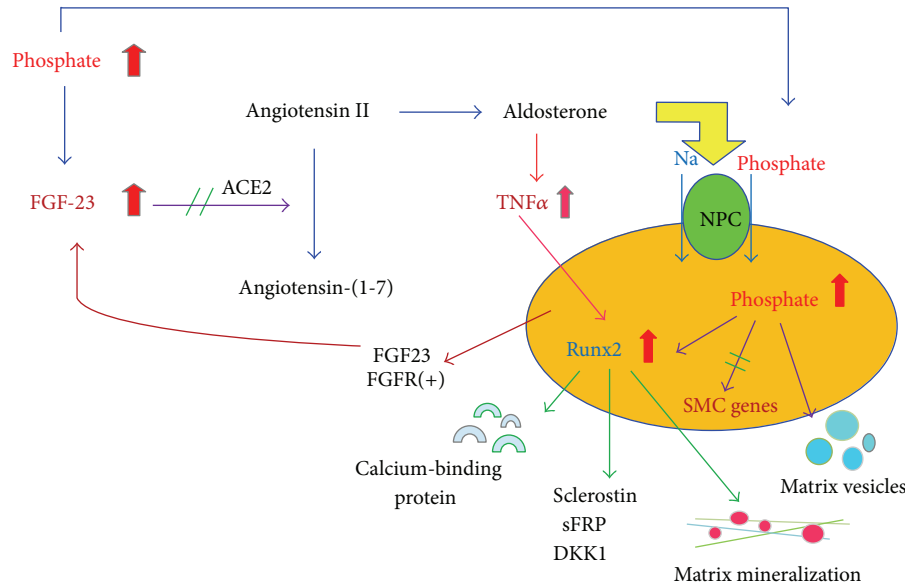 Phosphate
Angiotensin II
Aldosterone
Na
Phosphate
FGF-23
ACE2
TNFα
NPC
Angiotensin-(1-7)
Phosphate
Runx2
FGF23
FGFR(+)
SMC genes
Calcium-binding
protein
Matrix vesicles
Sclerostin
sFRP
DKK1
Matrix mineralization